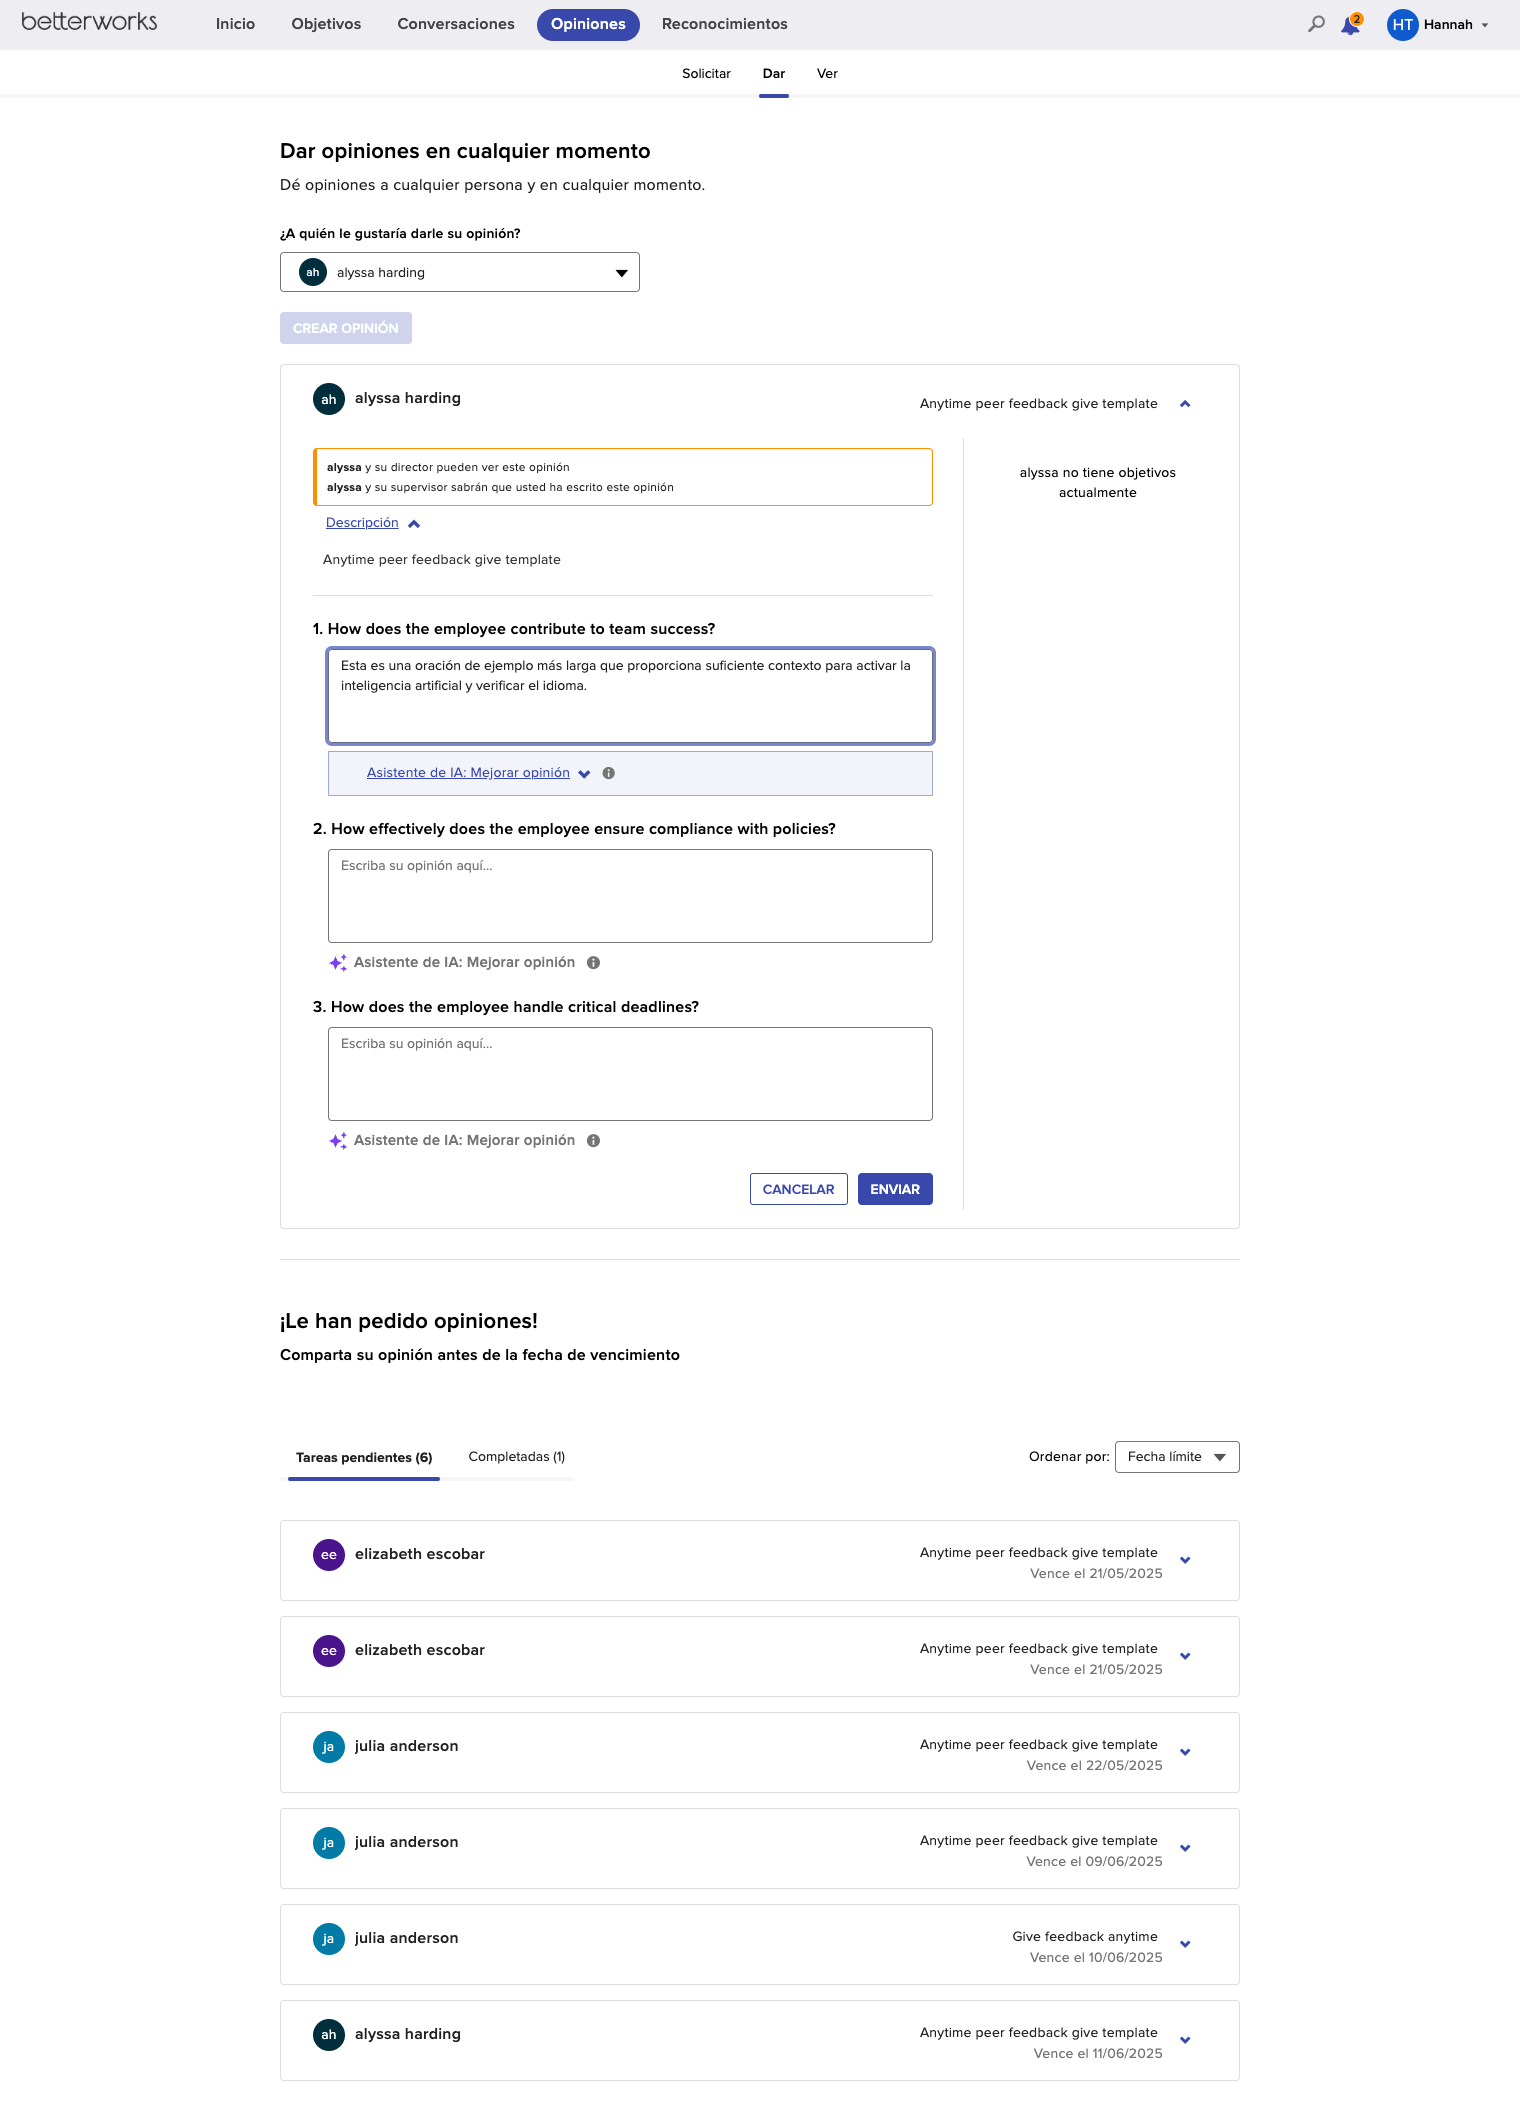 betterworks
Inicio
Objetivos
Conversaciones
Opiniones
Reconocimientos
2
HT
Hannah
Solicitar
Dar
Ver
Dar opiniones en cualquier momento
Dé opiniones a cualquier persona y en cualquier momento.
¿A quién le gustaría darle su opinión?
ah alyssa harding
CREAR OPINIÓN
ah alyssa harding
Anytime peer feedback give template
alyssa y su director pueden ver este opinión
alyssa y su supervisor sabrán que usted ha escrito este opinión
alyssa no tiene objetivos
actualmente
Descripción
Anytime peer feedback give template
1. How does the employee contribute to team success?
Esta es una oración de ejemplo más larga que proporciona suficiente contexto para activar la
inteligencia artificial y verificar el idioma.
Asistente de IA: Mejorar opinión
2. How effectively does the employee ensure compliance with policies?
Escriba su opinión aquí...
Asistente de IA: Mejorar opinión
3. How does the employee handle critical deadlines?
Escriba su opinión aquí...
Asistente de IA: Mejorar opinión
CANCELAR
ENVIAR
¡Le han pedido opiniones!
Comparta su opinión antes de la fecha de vencimiento
Tareas pendientes (6)
Completadas (1)
Ordenar por: Fecha límite
ee elizabeth escobar
Anytime peer feedback give template
Vence el 21/05/2025
ee elizabeth escobar
Anytime peer feedback give template
Vence el 21/05/2025
ja julia anderson
Anytime peer feedback give template
Vence el 22/05/2025
ja julia anderson
Anytime peer feedback give template
Vence el 09/06/2025
ja julia anderson
Give feedback anytime
Vence el 10/06/2025
ah alyssa harding
Anytime peer feedback give template
Vence el 11/06/2025